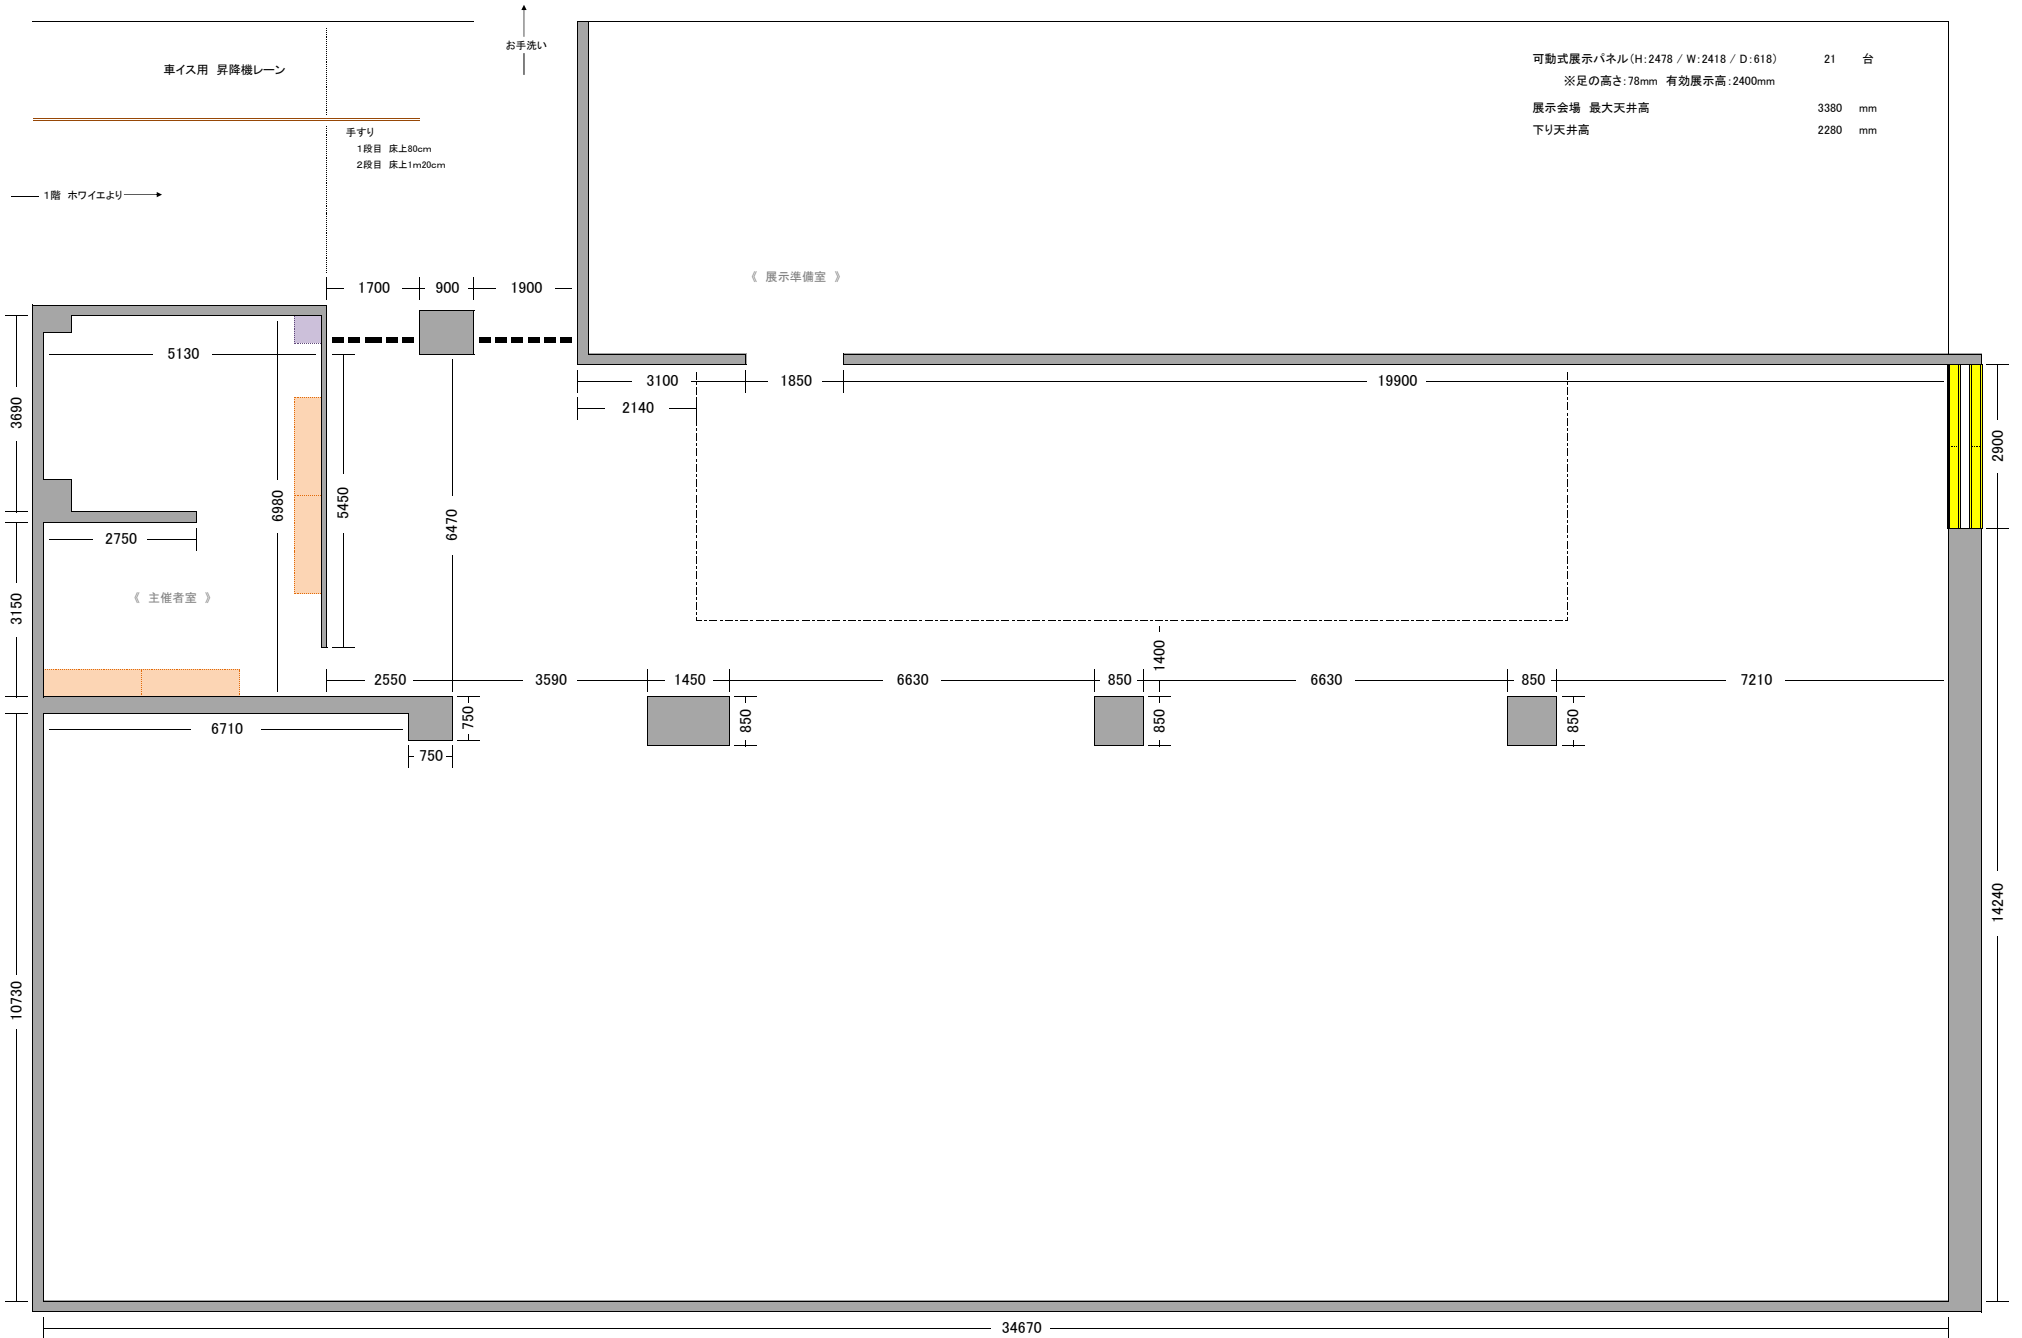 お手洗い
車イス用 昇降機レーン
可動式展示パネル(H:2478 / W:2418 / D:618) 21 台
※足の高さ:78mm 有効展示高:2400mm
展示会場 最大天井高 3380 mm
下り天井高 2280 mm
手すり
1段目 床上80cm
2段目 床上1m20cm
1階 ホワイエより
《 展示準備室 》
1700 900 1900
5130
3100 1850 19900
2140
3690
2900
6980
5450
6470
2750
《 主催者室 》
3150
1400
2550 3590 1450 6630 850 6630 850 7210
750
850
850
850
6710
750
14240
10730
34670